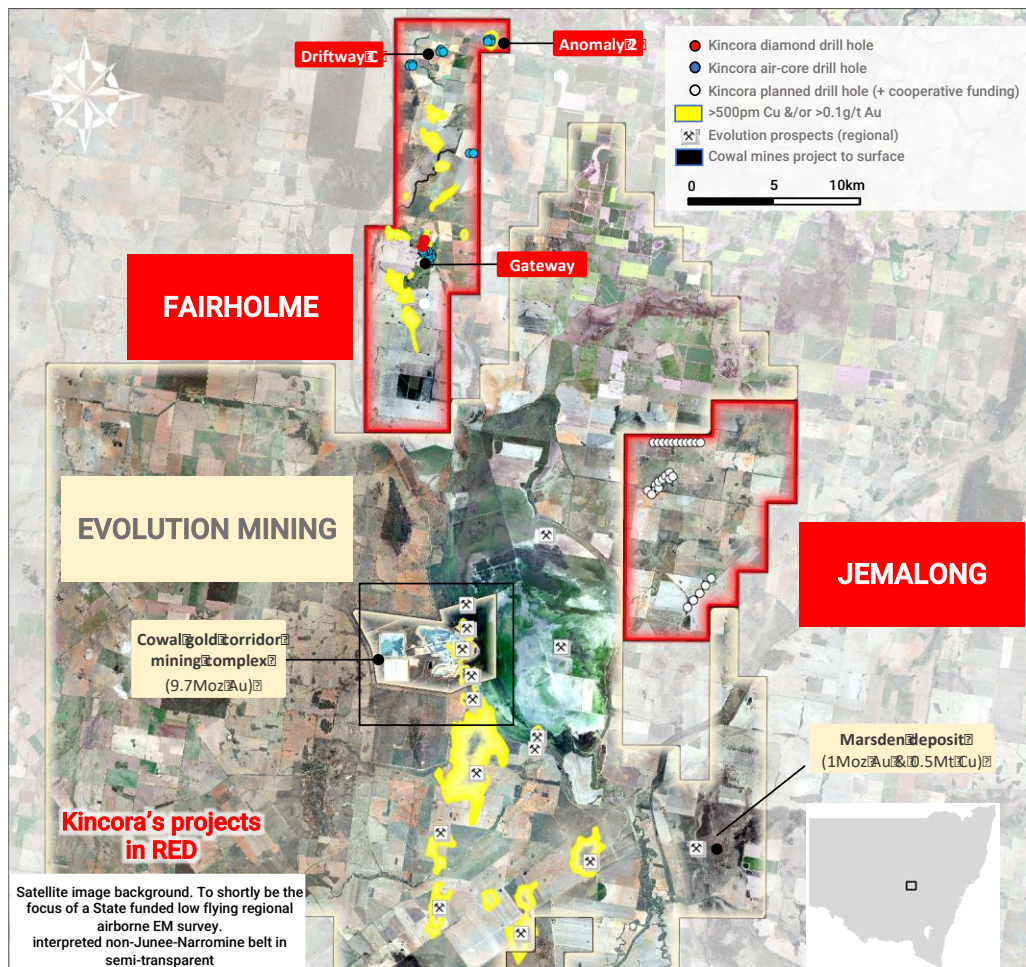 Driftway C
Anomaly 2
Kincora diamond drill hole
Kincora air-core drill hole
Kincora planned drill hole (+ cooperative funding)
>500pm Cu &/or >0.1g/t Au
Evolution prospects (regional)
Cowal mines project to surface
0 5 10km
Gateway
FAIRHOLME
EVOLUTION MINING
JEMALONG
Cowal gold corridor
mining complex
(9.7Moz Au)
Marsden deposit
(1Moz Au & 0.5Mt Cu)
Kincora's projects
in RED
Satellite image background. To shortly be the
focus of a State funded low flying regional
airborne EM survey.
interpreted non-Junee-Narromine belt in
semi-transparent